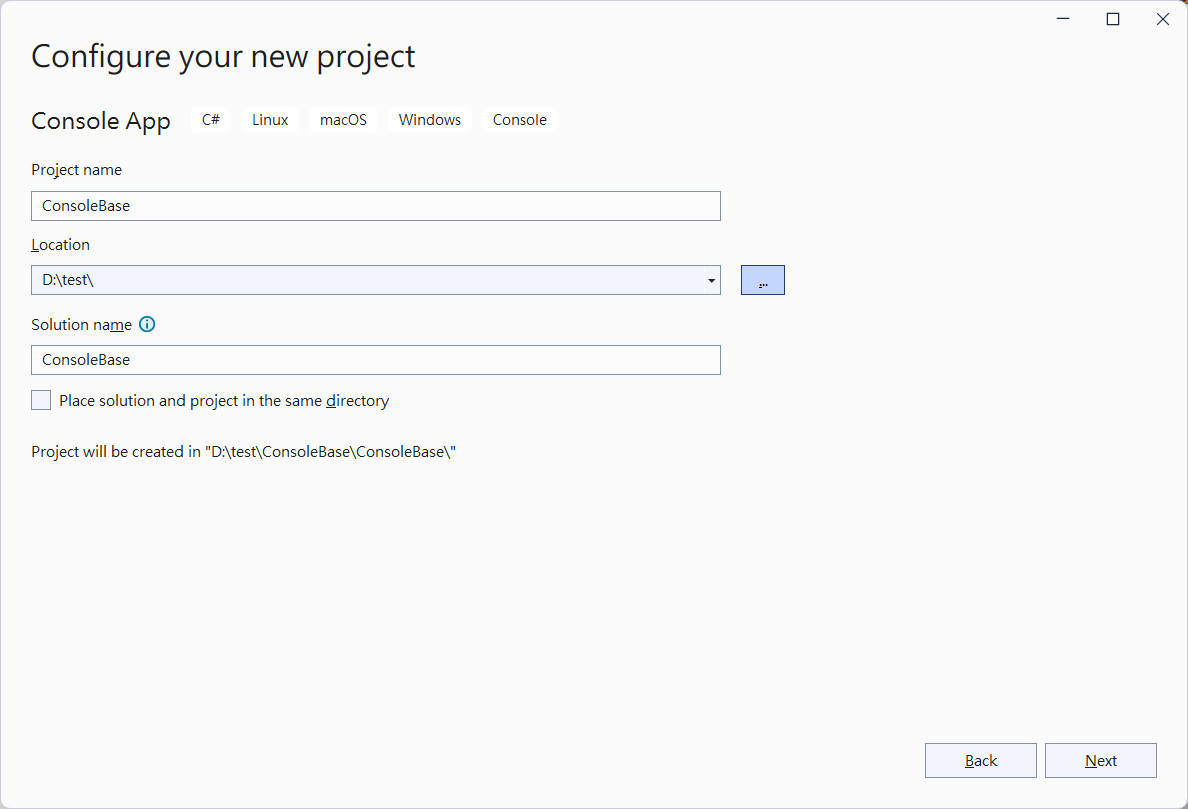 Configure your new project
Console App C# Linux macOS Windows Console
Project name
ConsoleBase
Location
D:\test\
...
Solution name
ConsoleBase
Place solution and project in the same directory
Project will be created in "D:\test\ConsoleBase\ConsoleBase\"
Back Next